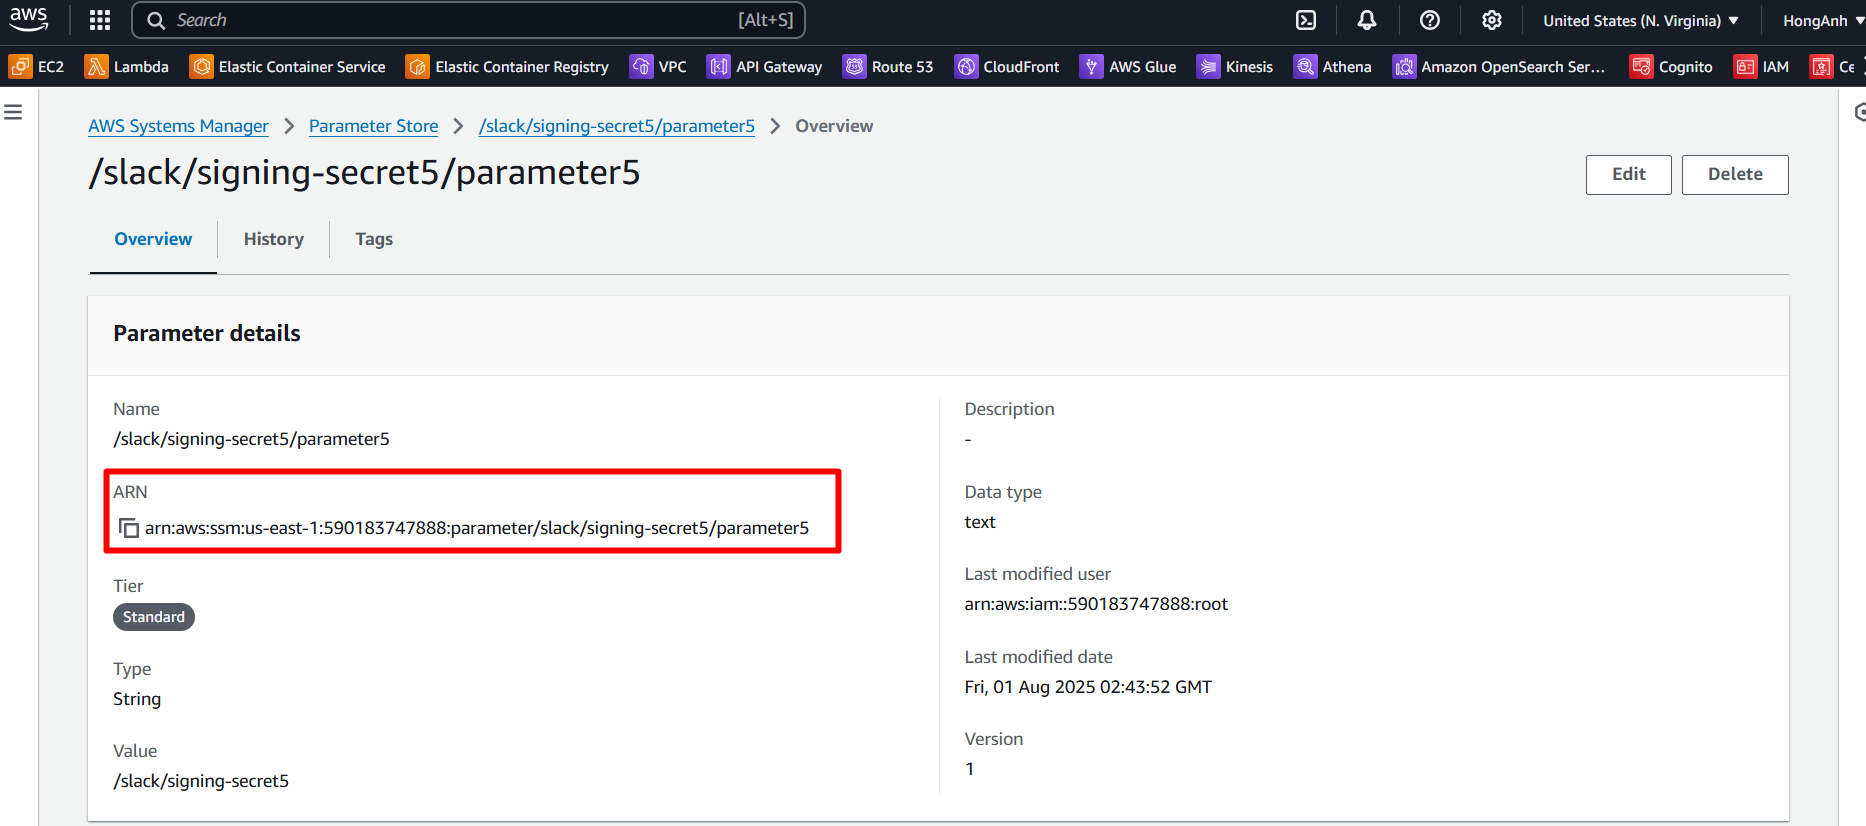 aws
Search [Alt+S] United States (N. Virginia) HongAnh
EC2 Lambda Elastic Container Service Elastic Container Registry VPC API Gateway Route 53 CloudFront AWS Glue Kinesis Athena Amazon OpenSearch Ser... Cognito IAM Ce
AWS Systems Manager Parameter Store /slack/signing-secret5/parameter5 Overview
/slack/signing-secret5/parameter5
Edit Delete
Overview History Tags
Parameter details
Name
/slack/signing-secret5/parameter5
ARN
arn:aws:ssm:us-east-1:590183747888:parameter/slack/signing-secret5/parameter5
Tier
Standard
Type
String
Value
/slack/signing-secret5
Description
-
Data type
text
Last modified user
arn:aws:iam::590183747888:root
Last modified date
Fri, 01 Aug 2025 02:43:52 GMT
Version
1